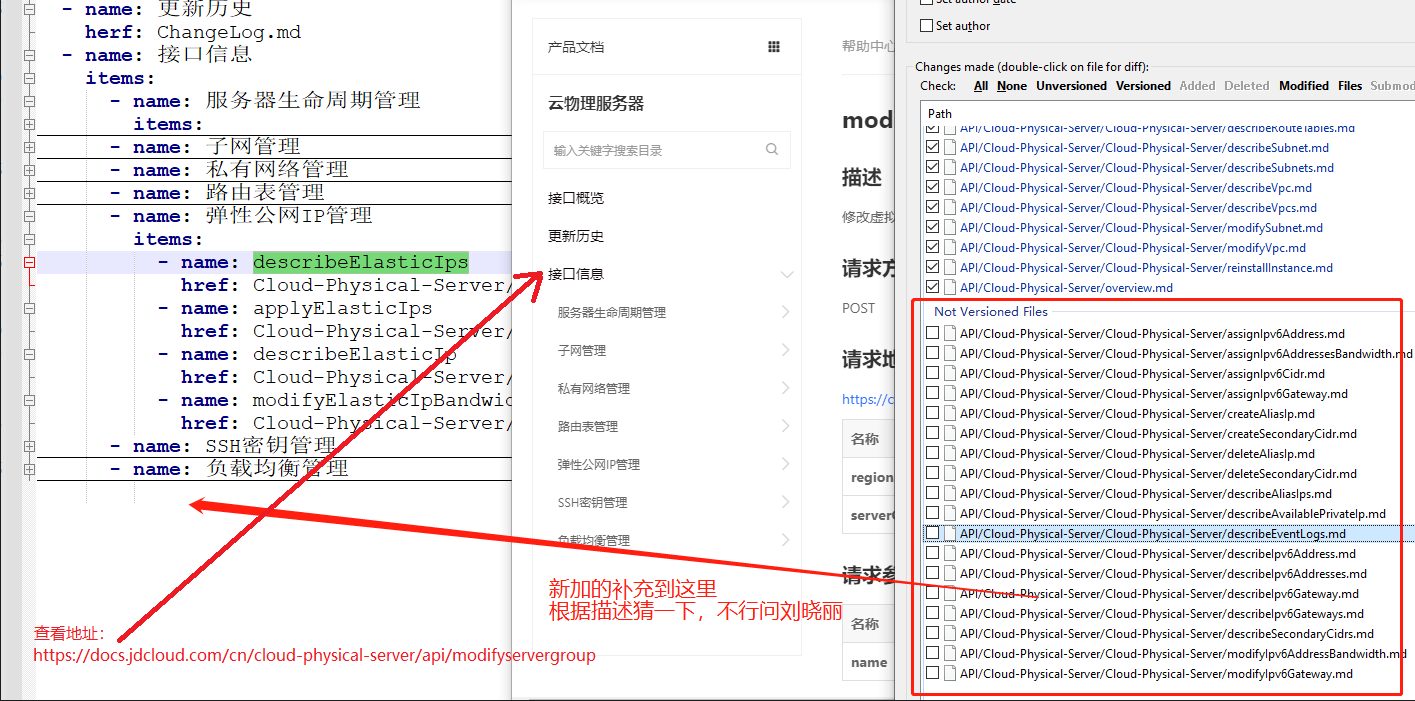 - name: 更新历史
herf: ChangeLog.md
- name: 接口信息
items:
- name: 服务器生命周期管理
items:
- name: 子网管理
- name: 私有网络管理
- name: 路由表管理
- name: 弹性公网IP管理
items:
- name: describeElasticIps
href: Cloud-Physical-Server/
- name: applyElasticIps
href: Cloud-Physical-Server/
- name: describeElasticIp
href: Cloud-Physical-Server/
- name: modifyElasticIpBandwid
href: Cloud-Physical-Server/
- name: SSH密钥管理
- name: 负载均衡管理
查看地址：
https://docs.jdcloud.com/cn/cloud-physical-server/api/modifyservergroup
产品文档
云物理服务器
输入关键字搜索目录
接口概览
更新历史
接口信息
服务器生命周期管理
子网管理
私有网络管理
路由表管理
弹性公网IP管理
SSH密钥管理
负载均衡管理
新加的补充到这里
根据描述猜一下，不行问刘晓丽
帮助中心
mod
描述
修改虚拟
请求方
POST
请求地
https://c
名称
region
server
请求参
名称
name
Set author date
Set author
Changes made (double-click on file for diff):
Check: All None Unversioned Versioned Added Deleted Modified Files Submod
Path
API/Cloud-Physical-Server/Cloud-Physical-Server/describeRouteTables.md
API/Cloud-Physical-Server/Cloud-Physical-Server/describeSubnet.md
API/Cloud-Physical-Server/Cloud-Physical-Server/describeSubnets.md
API/Cloud-Physical-Server/Cloud-Physical-Server/describeVpc.md
API/Cloud-Physical-Server/Cloud-Physical-Server/describeVpcs.md
API/Cloud-Physical-Server/Cloud-Physical-Server/modifySubnet.md
API/Cloud-Physical-Server/Cloud-Physical-Server/modifyVpc.md
API/Cloud-Physical-Server/Cloud-Physical-Server/reinstallInstance.md
API/Cloud-Physical-Server/overview.md
Not Versioned Files
API/Cloud-Physical-Server/Cloud-Physical-Server/assignIpv6Address.md
API/Cloud-Physical-Server/Cloud-Physical-Server/assignIpv6AddressesBandwidth.md
API/Cloud-Physical-Server/Cloud-Physical-Server/assignIpv6Cidr.md
API/Cloud-Physical-Server/Cloud-Physical-Server/assignIpv6Gateway.md
API/Cloud-Physical-Server/Cloud-Physical-Server/createAliasIp.md
API/Cloud-Physical-Server/Cloud-Physical-Server/createSecondaryCidr.md
API/Cloud-Physical-Server/Cloud-Physical-Server/deleteAliasIp.md
API/Cloud-Physical-Server/Cloud-Physical-Server/deleteSecondaryCidr.md
API/Cloud-Physical-Server/Cloud-Physical-Server/describeAliasIps.md
API/Cloud-Physical-Server/Cloud-Physical-Server/describeAvailablePrivateIp.md
API/Cloud-Physical-Server/Cloud-Physical-Server/describeEventLogs.md
API/Cloud-Physical-Server/Cloud-Physical-Server/describeIpv6Address.md
API/Cloud-Physical-Server/Cloud-Physical-Server/describeIpv6Addresses.md
API/Cloud-Physical-Server/Cloud-Physical-Server/describeIpv6Gateway.md
API/Cloud-Physical-Server/Cloud-Physical-Server/describeIpv6Gateways.md
API/Cloud-Physical-Server/Cloud-Physical-Server/describeSecondaryCidrs.md
API/Cloud-Physical-Server/Cloud-Physical-Server/modifyIpv6AddressBandwidth.md
API/Cloud-Physical-Server/Cloud-Physical-Server/modifyIpv6Gateway.md